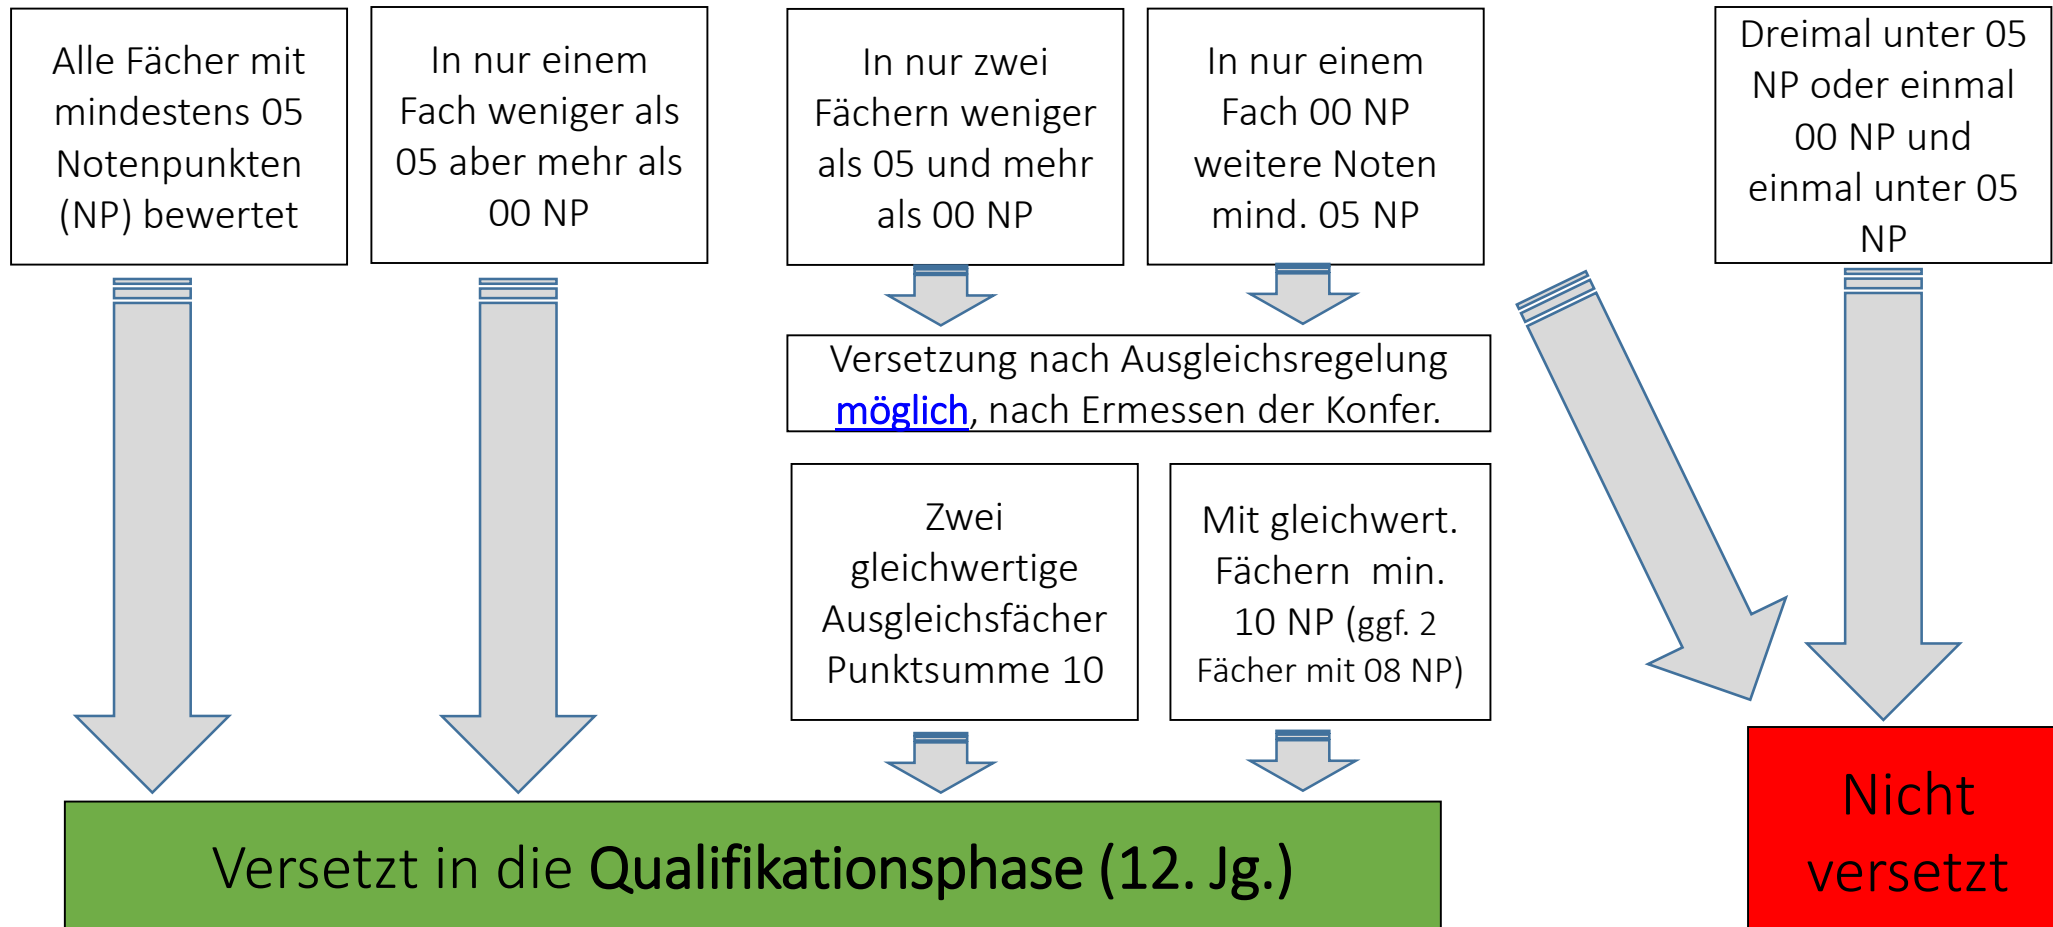 Alle Fächer mit
mindestens 05
Notenpunkten
(NP) bewertet
In nur einem
Fach weniger als
05 aber mehr als
00 NP
In nur zwei
Fächern weniger
als 05 und mehr
als 00 NP
In nur einem
Fach 00 NP
weitere Noten
mind. 05 NP
Dreimal unter 05
NP oder einmal
00 NP und
einmal unter 05
NP
Versetzung nach Ausgleichsregelung
möglich, nach Ermessen der Konfer.
Zwei
gleichwertige
Ausgleichsfächer
Punktsumme 10
Mit gleichwert.
Fächern min.
10 NP (ggf. 2
Fächer mit 08 NP)
Versetzt in die Qualifikationsphase (12. Jg.)
Nicht
versetzt